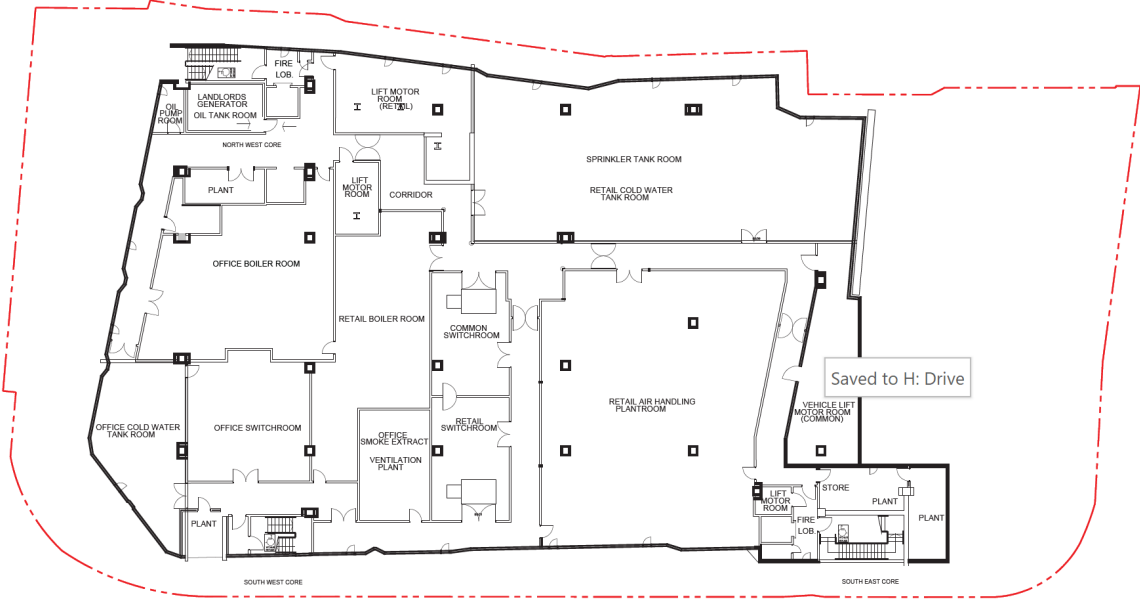 FIRE
LOB.
LANDLORDS
GENERATOR
OIL TANK ROOM
OIL
PUMP
ROOM
LIFT MOTOR
ROOM
(RETAIL)
NORTH WEST CORE
SPRINKLER TANK ROOM
RETAIL COLD WATER
TANK ROOM
PLANT
LIFT
MOTOR
ROOM
CORRIDOR
OFFICE BOILER ROOM
RETAIL BOILER ROOM
COMMON
SWITCHROOM
Saved to H: Drive
RETAIL AIR HANDLING
PLANTROOM
VEHICLE LIFT
MOTOR ROOM
(COMMON)
OFFICE COLD WATER
TANK ROOM
OFFICE SWITCHROOM
OFFICE
SMOKE EXTRACT
VENTILATION
PLANT
RETAIL
SWITCHROOM
STORE
LIFT
MOTOR
ROOM
PLANT
PLANT
PLANT
FIRE
LOB.
SOUTH WEST CORE
SOUTH EAST CORE